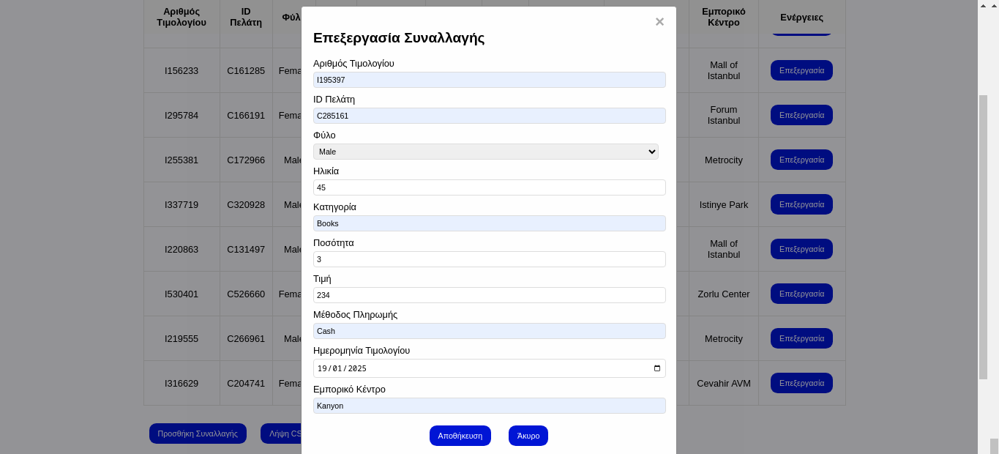 Αριθμός Τιμολογίου
ID Πελάτη
Φύλ
Εμπορικό Κέντρο
Ενέργειες
I156233 C161285 Fema Mall of Istanbul Επεξεργασία
I295784 C166191 Fema Forum Istanbul Επεξεργασία
I255381 C172966 Male Metrocity Επεξεργασία
I337719 C320928 Male Istinye Park Επεξεργασία
I220863 C131497 Male Mall of Istanbul Επεξεργασία
I530401 C526660 Fema Zorlu Center Επεξεργασία
I219555 C266961 Male Metrocity Επεξεργασία
I316629 C204741 Fema Cevahir AVM Επεξεργασία
Προσθήκη Συναλλαγής
Λήψη CS
×
Επεξεργασία Συναλλαγής
Αριθμός Τιμολογίου
I195397
ID Πελάτη
C285161
Φύλο
Male
Ηλικία
45
Κατηγορία
Books
Ποσότητα
3
Τιμή
234
Μέθοδος Πληρωμής
Cash
Ημερομηνία Τιμολογίου
19/01/2025
Εμπορικό Κέντρο
Kanyon
Αποθήκευση
Άκυρο